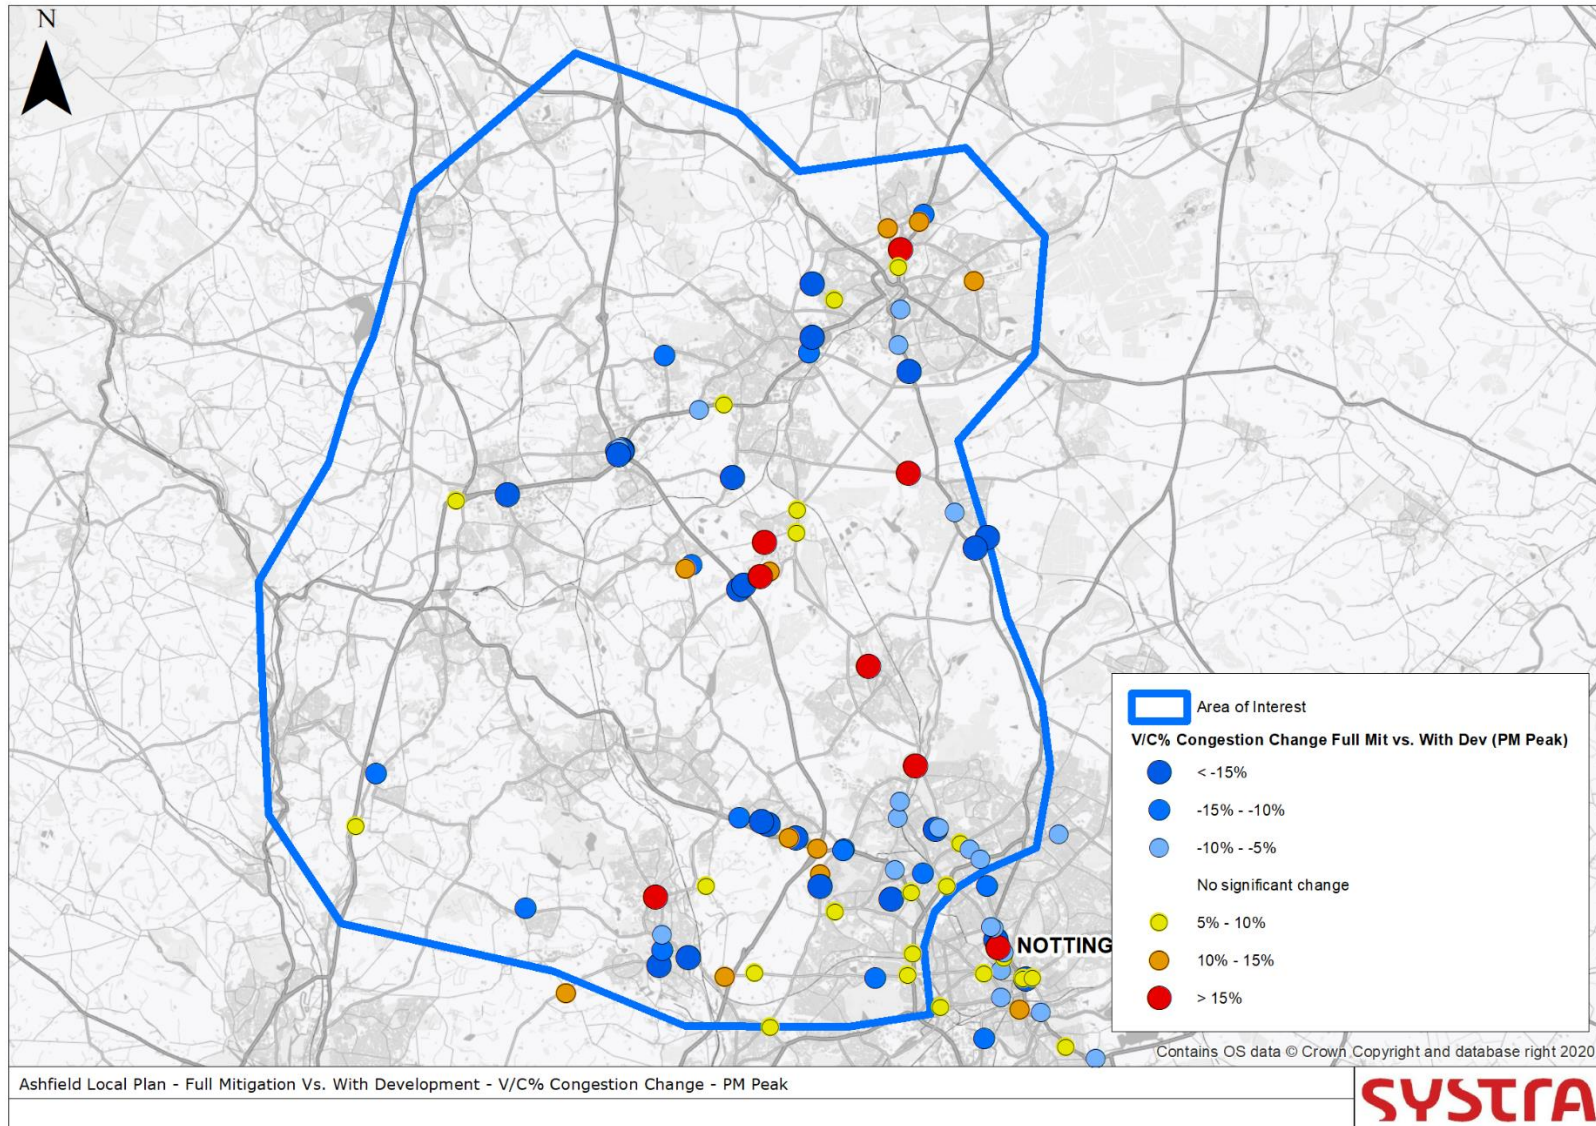 N
NOTTING
Area of Interest
V/C% Congestion Change Full Mit vs. With Dev (PM Peak)
< -15%
-15% - -10%
-10% - -5%
No significant change
5% - 10%
10% - 15%
> 15%
Contains OS data © Crown Copyright and database right 2020
Ashfield Local Plan - Full Mitigation Vs. With Development - V/C% Congestion Change - PM Peak
SYSTRA